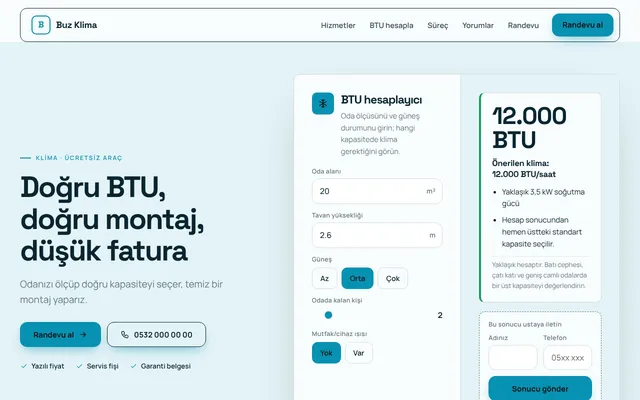 B Buz Klima
Hizmetler BTU hesapla Süreç Yorumlar Randevu Randevu al
KLİMA · ÜCRETSİZ ARAÇ
Doğru BTU,
doğru montaj,
düşük fatura
Odanızı ölçüp doğru kapasiteyi seçer, temiz bir
montaj yaparız.
Randevu al → 0532 000 00 00
✓ Yazılı fiyat ✓ Servis fişi ✓ Garanti belgesi
BTU hesaplayıcı
Oda ölçüsünü ve güneş
durumunu girin; hangi
kapasitede klima
gerektiğini görün.
Oda alanı
20 m²
Tavan yüksekliği
2.6 m
Güneş
Az Orta Çok
Odada kalan kişi
2
Mutfak/cihaz ısısı
Yok Var
12.000
BTU
Önerilen klima:
12.000 BTU/saat
• Yaklaşık 3,5 kW soğutma
gücü
• Hesap sonucundan
hemen üstteki standart
kapasite seçilir.
Yaklaşık hesaptır. Batı cephesi,
çatı katı ve geniş camlı odalarda
bir üst kapasiteyi değerlendirin.
Bu sonucu ustaya iletin
Adınız Telefon
05xx xxx
Sonucu gönder